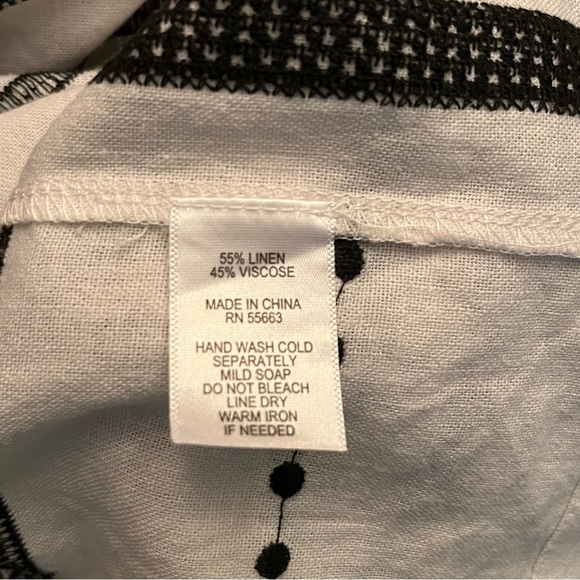 55% LINEN
45% VISCOSE
MADE IN CHINA
RN 55663
HAND WASH COLD
SEPARATELY
MILD SOAP
DO NOT BLEACH
LINE DRY
WARM IRON
IF NEEDED